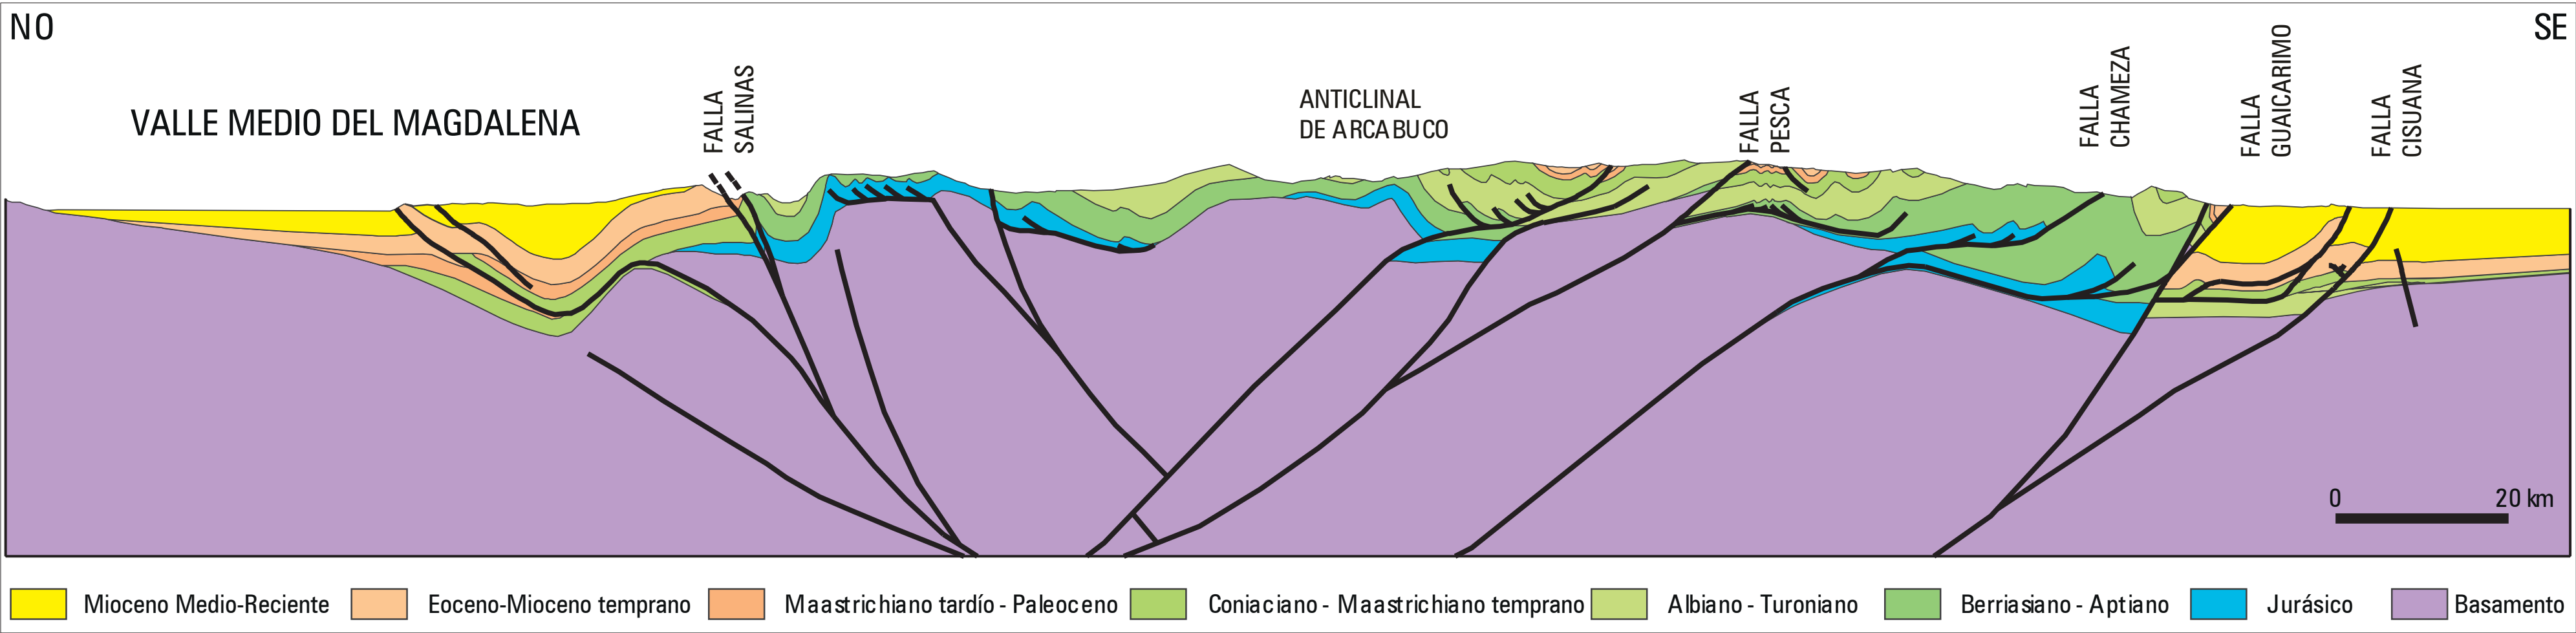 NO
SE
VALLE MEDIO DEL MAGDALENA
FALLA
SALINAS
ANTICLINAL
DE ARCABUCO
FALLA
PESCA
FALLA
CHAMEZA
FALLA
GUAICARIMO
FALLA
CISUANA
0 20 km
Mioceno Medio-Reciente
Eoceno-Mioceno temprano
Maastrichiano tardío - Paleoceno
Coniaciano - Maastrichiano temprano
Albiano - Turoniano
Berriasiano - Aptiano
Jurásico
Basamento